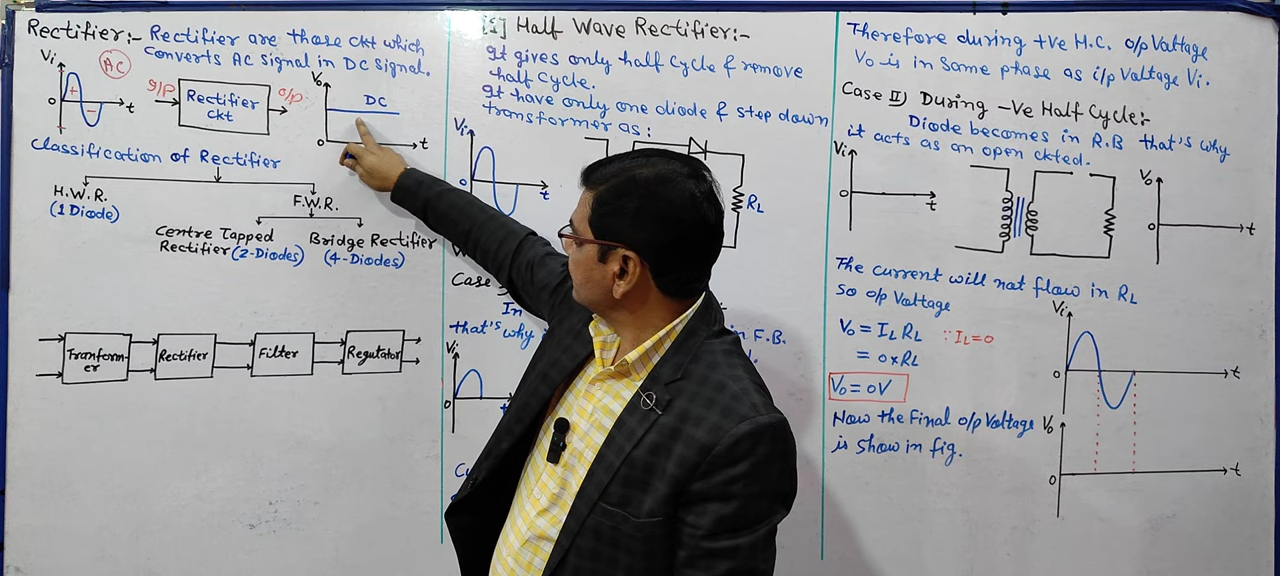 Rectifier:- Rectifier are those ckt which
converts AC signal in DC signal.
Vi
AC
+
-
0
t
I/P
Rectifier
ckt
O/P
Vo
DC
0
t
Classification of Rectifier
H.W.R.
(1 Diode)
F.W.R.
Centre Tapped
Rectifier (2-Diodes)
Bridge Rectifier
(4-Diodes)
Tranform-
er
Rectifier
Filter
Regutator
[i] Half Wave Rectifier:-
It gives only half cycle & remove
half cycle.
It have only one diode & step down
transformer as:
Vi
0
t
RL
Case
In
that's why
in F.B.
Vi
0
t
Therefore during +ve H.C. o/p Voltage
Vo is in same phase as i/p Voltage Vi.
Case II) During -Ve Half Cycle:-
Diode becomes in R.B that's why
it acts as an open ckted.
Vi
0
t
Vo
0
t
The current will not flow in RL
so o/p Voltage
Vo = IL RL ∵ IL=0
= 0×RL
Vo = 0V
Now the Final o/p Voltage
is show in fig.
Vi
0
t
Vo
0
t